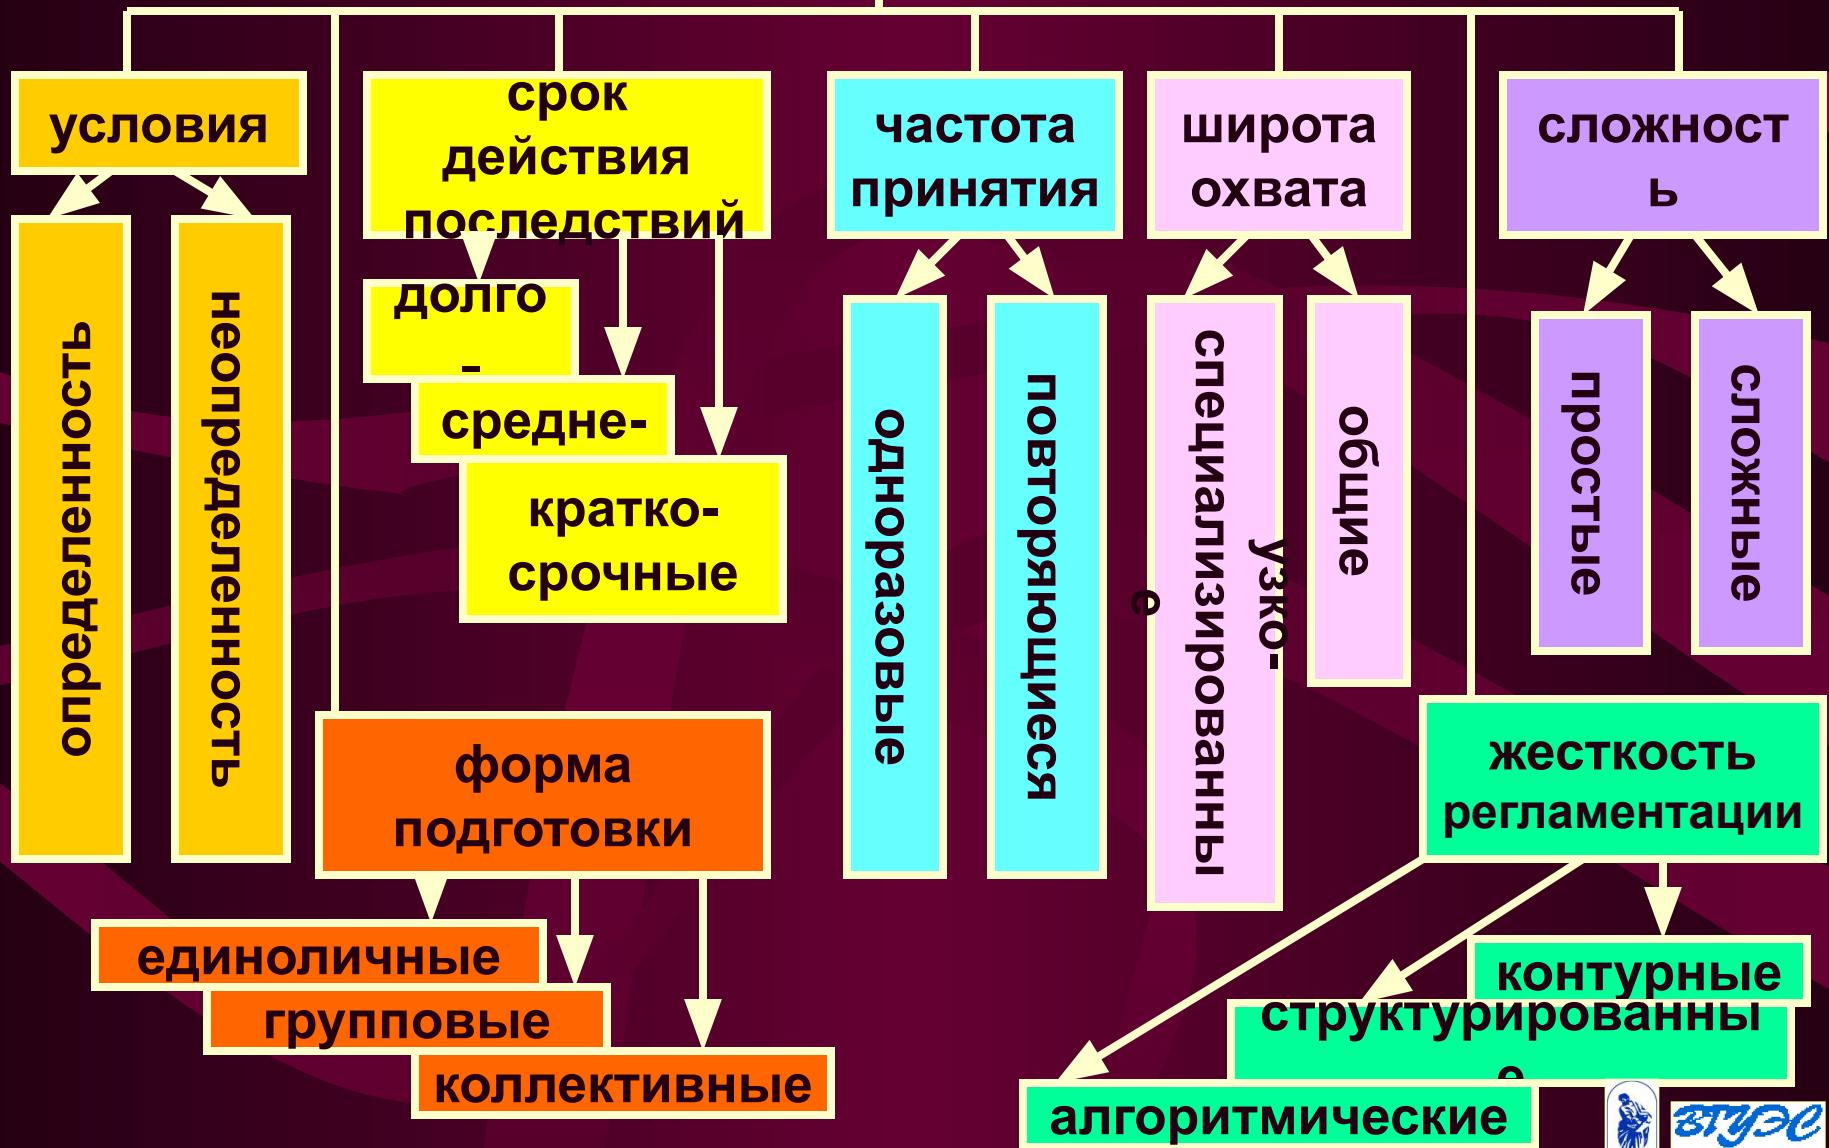 условия
определенность
неопределенность
срок
действия
последствий
долго
-
средне-
кратко-
срочные
частота
принятия
одноразовые
повторяющиеся
широта
охвата
узко-
специализированны
е
общие
сложност
ь
простые
сложные
форма
подготовки
единоличные
групповые
коллективные
жесткость
регламентации
контурные
структурированны
е
алгоритмические
ВГУЭС